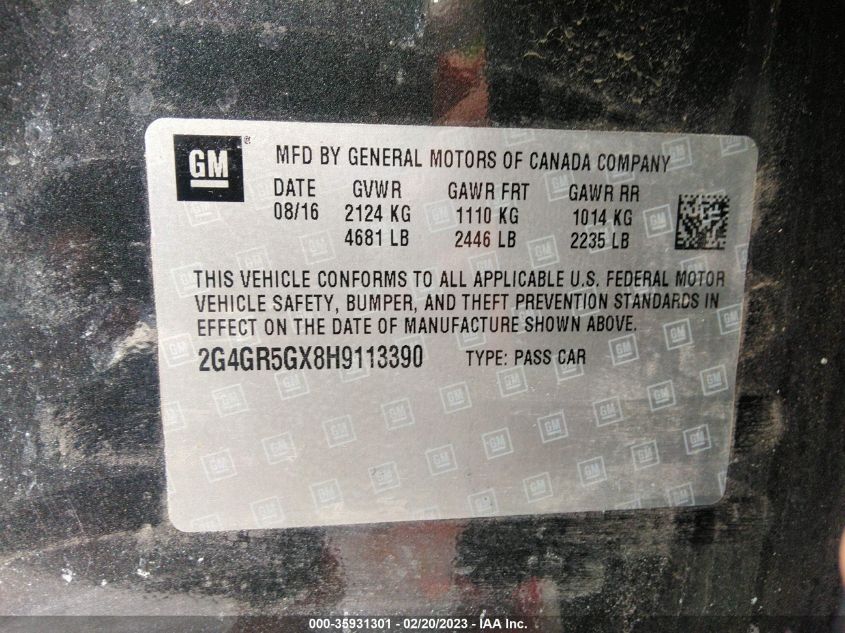 GM®
MFD BY GENERAL MOTORS OF CANADA COMPANY
DATE GVWR GAWR FRT GAWR RR
08/16 2124 KG 1110 KG 1014 KG
4681 LB 2446 LB 2235 LB
THIS VEHICLE CONFORMS TO ALL APPLICABLE U.S. FEDERAL MOTOR
VEHICLE SAFETY, BUMPER, AND THEFT PREVENTION STANDARDS IN
EFFECT ON THE DATE OF MANUFACTURE SHOWN ABOVE.
2G4GR5GX8H9113390 TYPE: PASS CAR
000-35931301 - 02/20/2023 - IAA Inc.